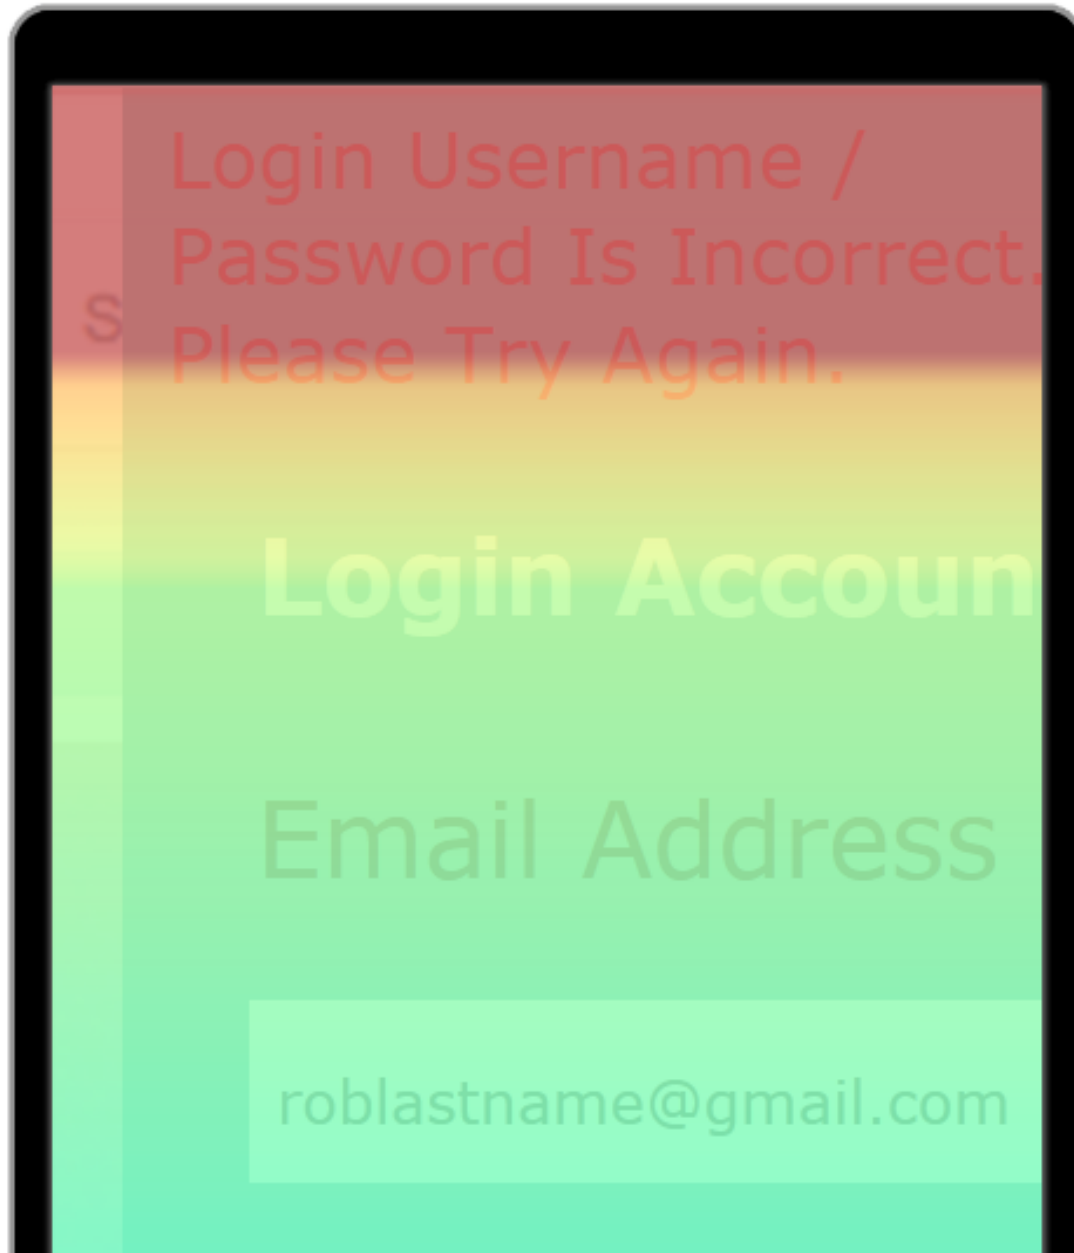 Login Username /
Password Is Incorrect.
Please Try Again.
S
Login Accoun
Email Address
roblastname@gmail.com